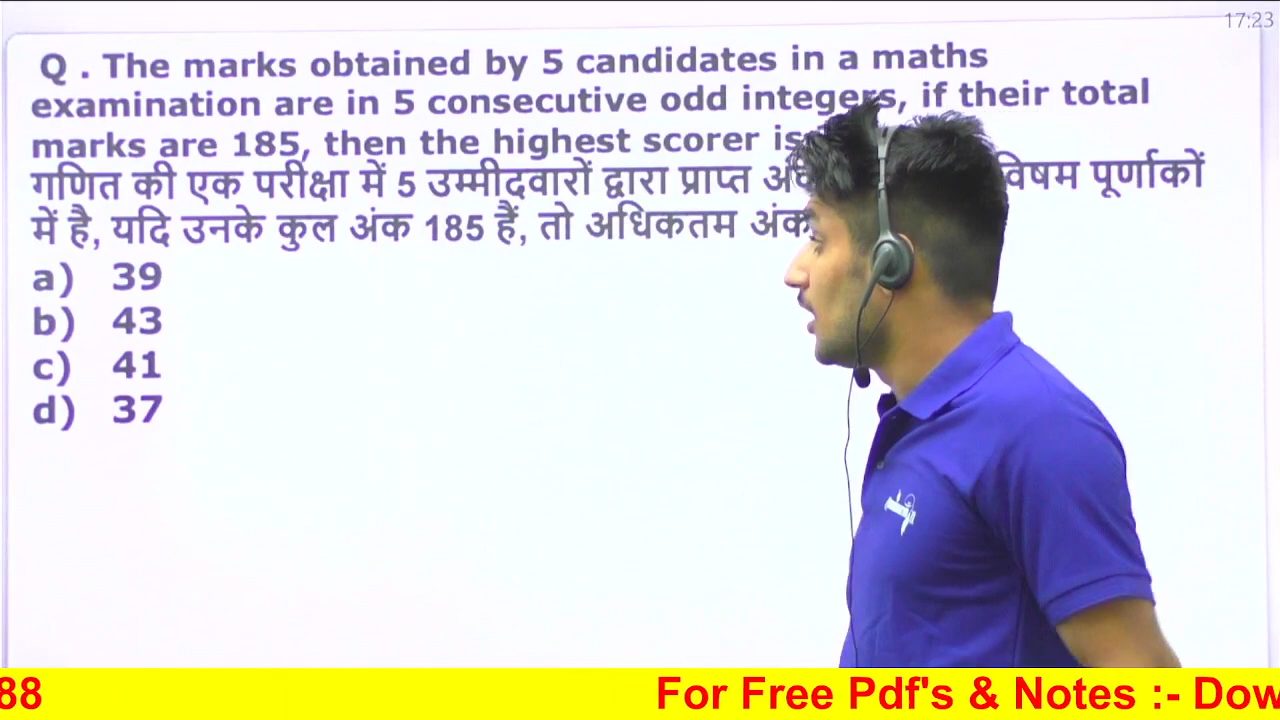 17:23
Q . The marks obtained by 5 candidates in a maths
examination are in 5 consecutive odd integers, if their total
marks are 185, then the highest scorer is
गणित की एक परीक्षा में 5 उम्मीदवारों द्वारा प्राप्त विषम पूर्णाकों
में है, यदि उनके कुल अंक 185 हैं, तो अधिकतम अंक
a) 39
b) 43
c) 41
d) 37
88 For Free Pdf's & Notes :- Dow